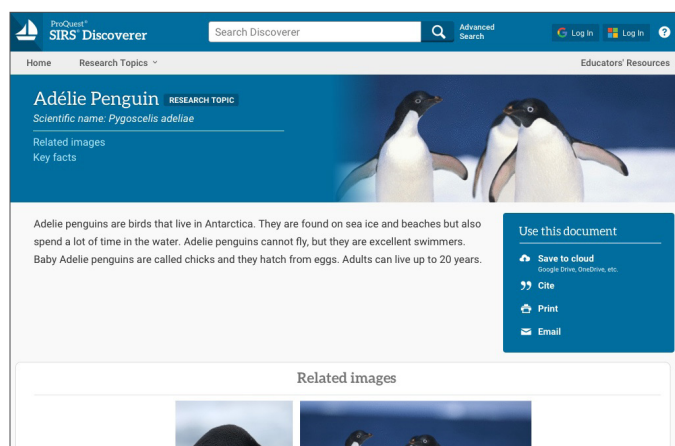 ProQuest®
SIRS® Discoverer
Search Discoverer
Advanced
Search
G Log In
Log In
?
Home
Research Topics
Educators' Resources
Adélie Penguin RESEARCH TOPIC
Scientific name: Pygoscelis adeliae
Related images
Key facts
Adelie penguins are birds that live in Antarctica. They are found on sea ice and beaches but also
spend a lot of time in the water. Adelie penguins cannot fly, but they are excellent swimmers.
Baby Adelie penguins are called chicks and they hatch from eggs. Adults can live up to 20 years.
Use this document
Save to cloud
Google Drive, OneDrive, etc.
Cite
Print
Email
Related images